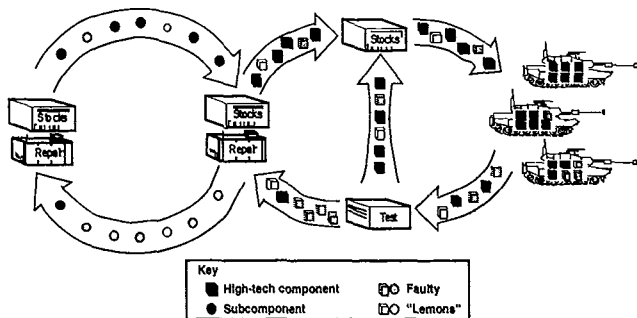 Stocks
Stocks
Stocks
Repair
Repair
Test
Key
High-tech component
Faulty
Subcomponent
"Lemons"